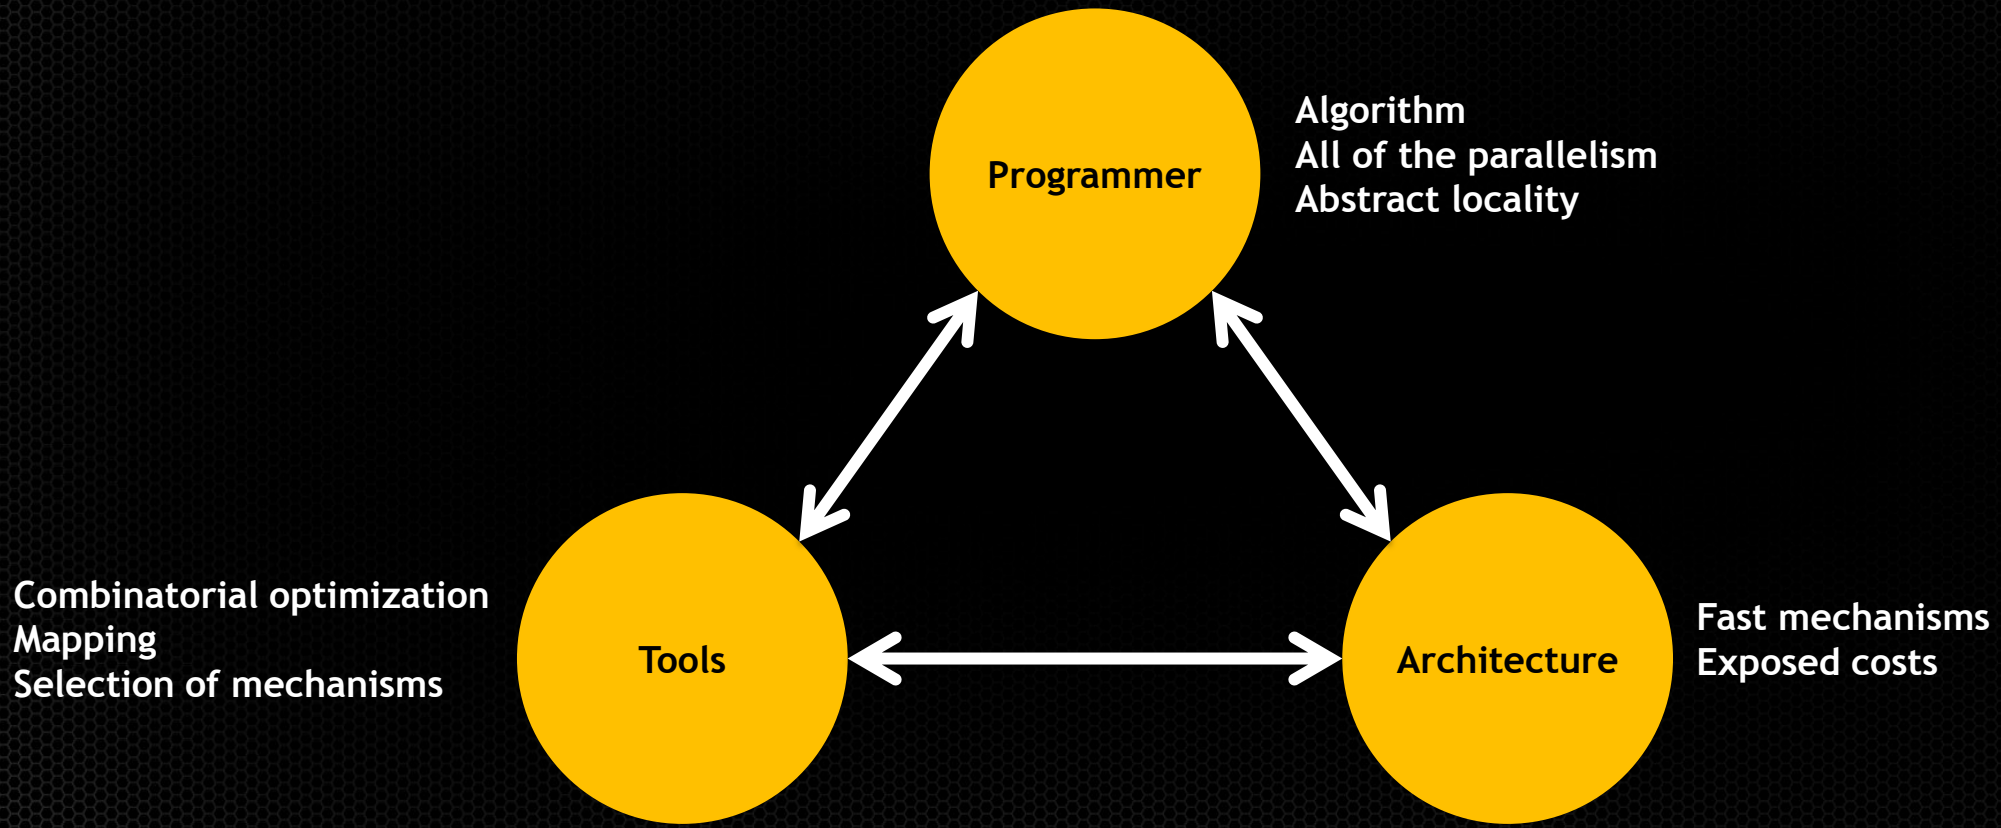 Programmer
Algorithm
All of the parallelism
Abstract locality
Combinatorial optimization
Mapping
Selection of mechanisms
Tools
Architecture
Fast mechanisms
Exposed costs